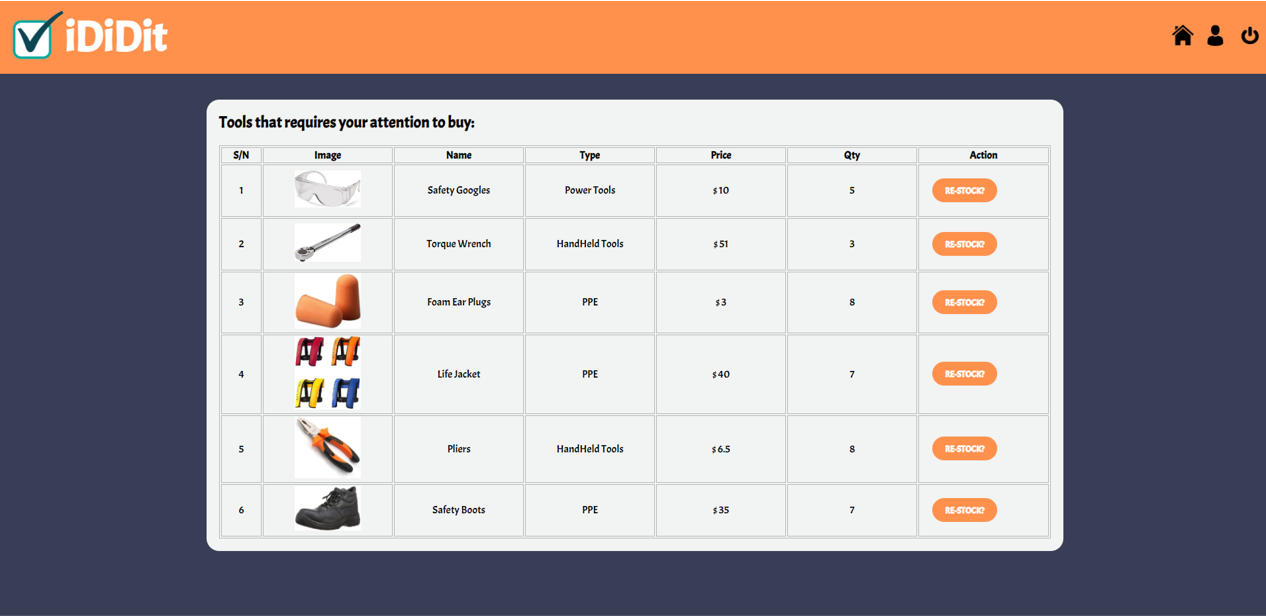 iDiDit
Tools that requires your attention to buy:
S/N Image Name Type Price Qty Action
1 Safety Googles Power Tools $ 10 5 RE-STOCK?
2 Torque Wrench HandHeld Tools $ 51 3 RE-STOCK?
3 Foam Ear Plugs PPE $ 3 8 RE-STOCK?
4 Life Jacket PPE $ 40 7 RE-STOCK?
5 Pliers HandHeld Tools $ 6.5 8 RE-STOCK?
6 Safety Boots PPE $ 35 7 RE-STOCK?